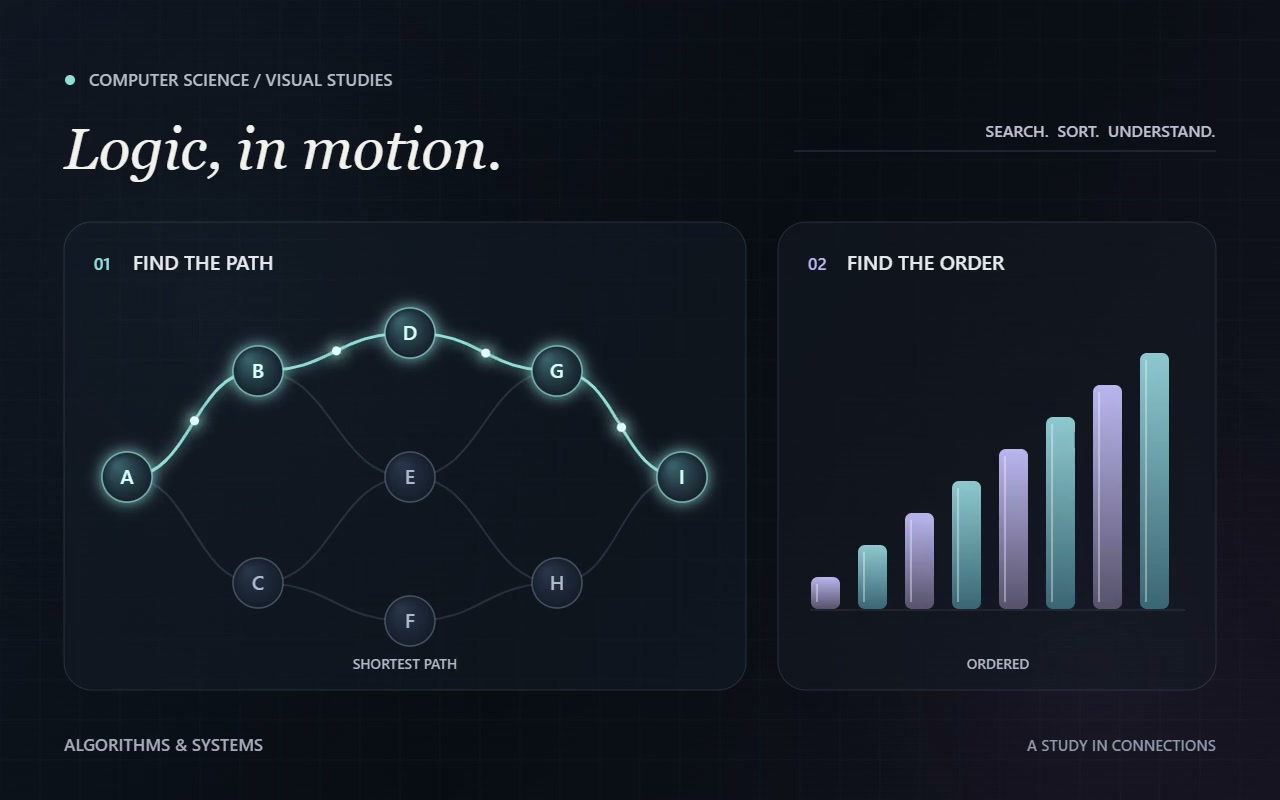 COMPUTER SCIENCE / VISUAL STUDIES
Logic, in motion.
SEARCH. SORT. UNDERSTAND.
01 FIND THE PATH
D
B
G
A
E
I
C
H
F
SHORTEST PATH
02 FIND THE ORDER
ORDERED
ALGORITHMS & SYSTEMS
A STUDY IN CONNECTIONS